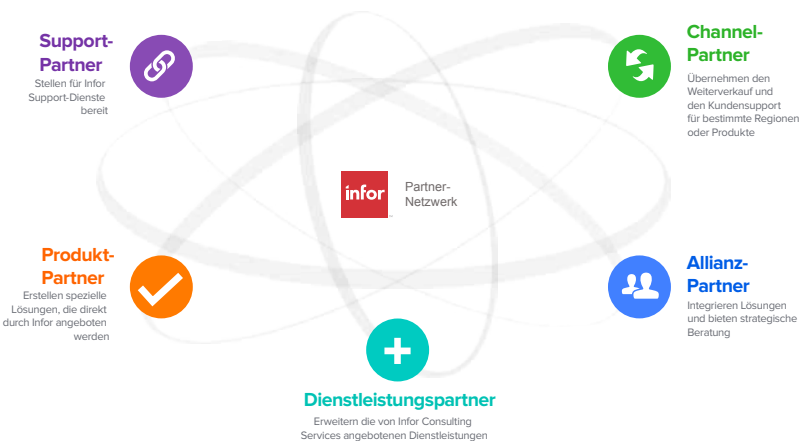 Support-
Partner
Stellen für Infor
Support-Dienste
bereit
Channel-
Partner
Übernehmen den
Weiterverkauf und
den Kundensupport
für bestimmte Regionen
oder Produkte
infor
Partner-
Netzwerk
Produkt-
Partner
Erstellen spezielle
Lösungen, die direkt
durch Infor angeboten
werden
Allianz-
Partner
Integrieren Lösungen
und bieten strategische
Beratung
Dienstleistungspartner
Erweitern die von Infor Consulting
Services angebotenen Dienstleistungen